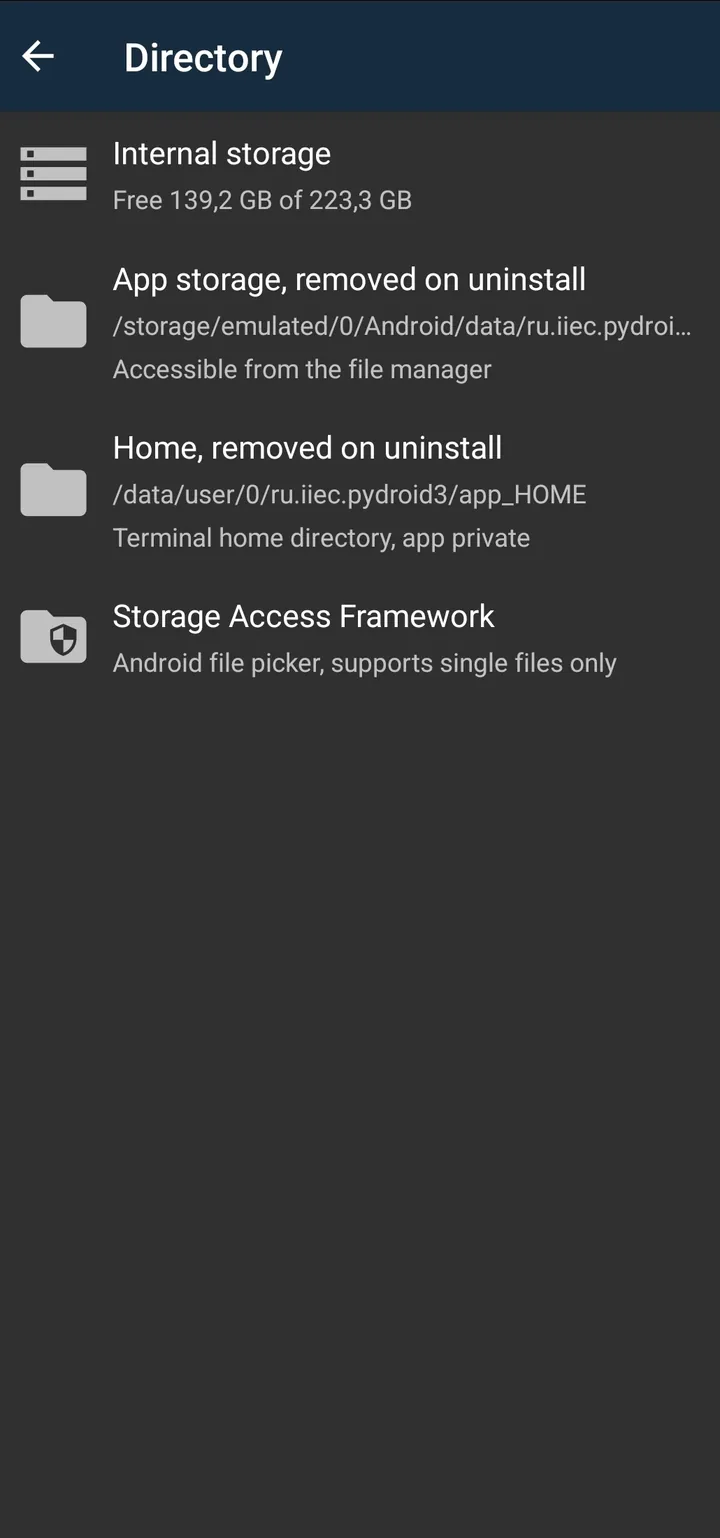 Directory
Internal storage
Free 139,2 GB of 223,3 GB
App storage, removed on uninstall
/storage/emulated/0/Android/data/ru.iiec.pydroi...
Accessible from the file manager
Home, removed on uninstall
/data/user/0/ru.iiec.pydroid3/app_HOME
Terminal home directory, app private
Storage Access Framework
Android file picker, supports single files only